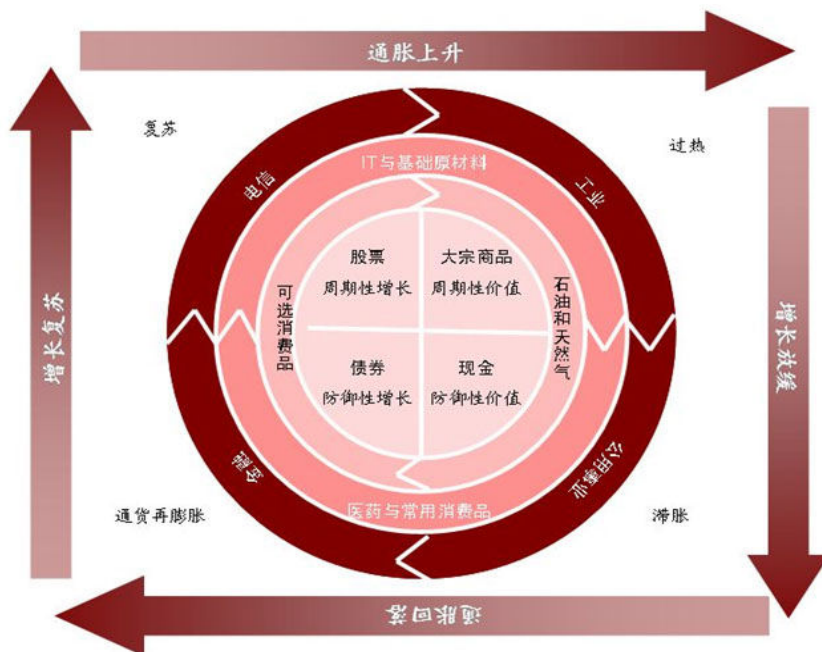 通胀上升
复苏
过热
电信
IT与基础原材料
工业
股票
周期性增长
大宗商品
周期性价值
增长复苏
可选消费品
石油和天然气
增长放缓
债券
防御性增长
现金
防御性价值
金融
公用事业
通货再膨胀
医药与常用消费品
滞胀
通胀回落